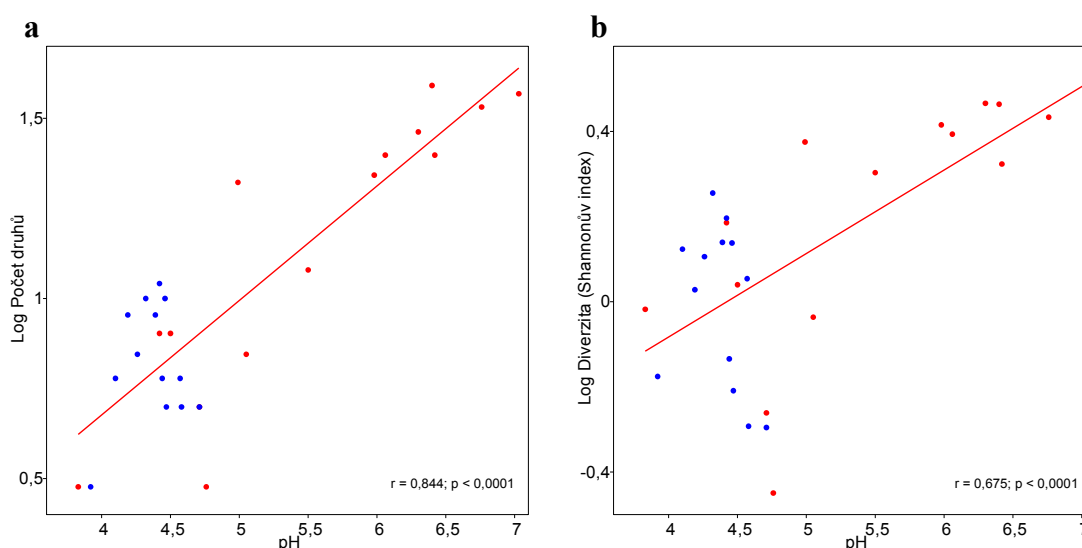 a
Log Počet druhů
1,5
1
0,5
r = 0,844; p < 0,0001
4 4,5 5 5,5 6 6,5 7
pH
b
Log Diverzita (Shannonův index)
0,4
0
-0,4
r = 0,675; p < 0,0001
4 4,5 5 5,5 6 6,5 7
pH